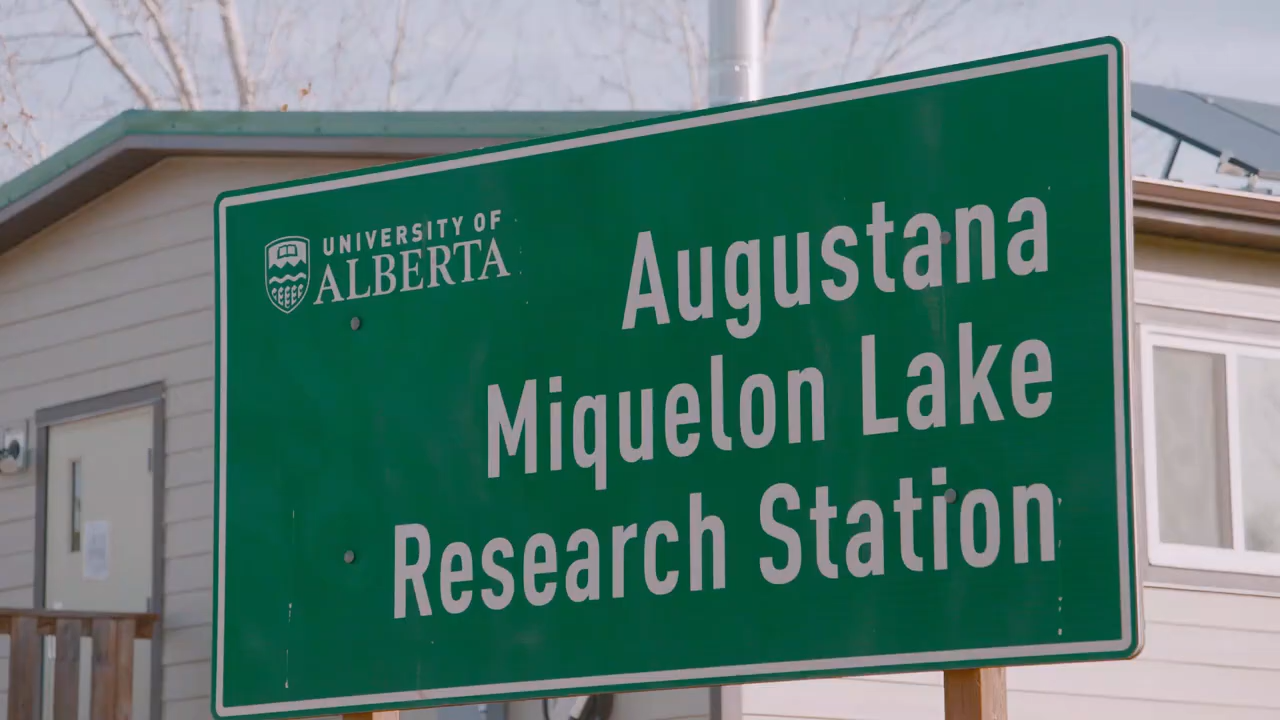 UNIVERSITY OF
ALBERTA
Augustana
Miquelon Lake
Research Station